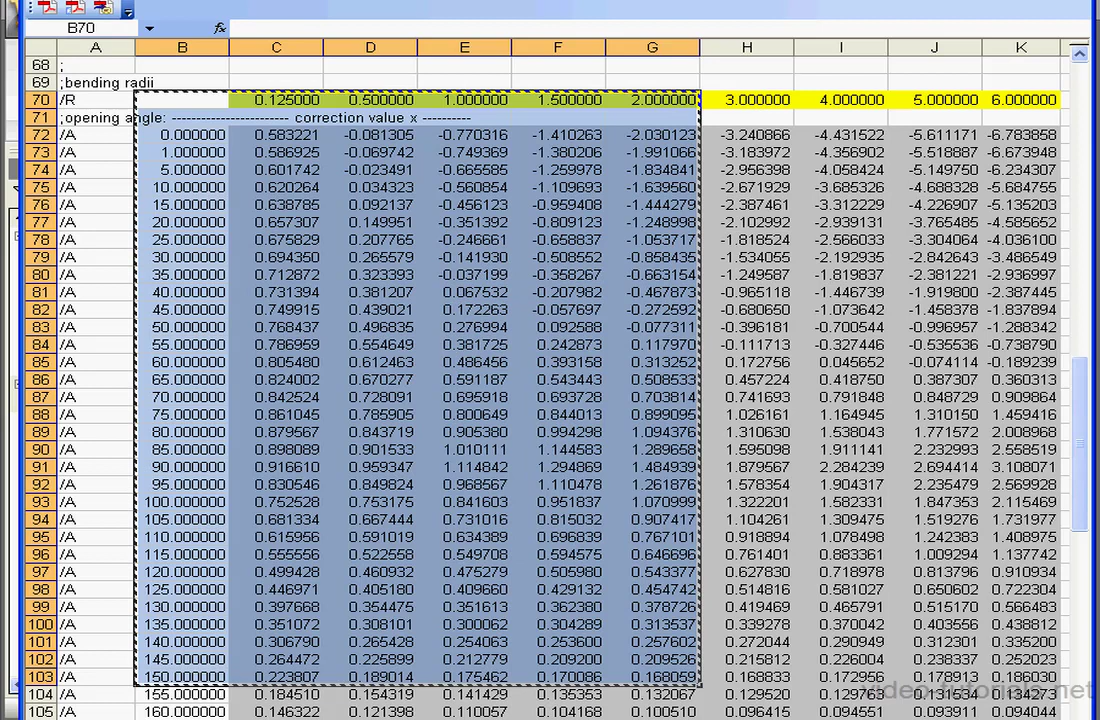 B70 fx
A B C D E F G H I J K
68 ;
69 ;bending radii
70 /R 0.125000 0.500000 1.000000 1.500000 2.000000 3.000000 4.000000 5.000000 6.000000
71 ;opening angle: ----------------------- correction value x ----------
72 /A 0.000000 0.583221 -0.081305 -0.770316 -1.410263 -2.030123 -3.240866 -4.431522 -5.611171 -6.783858
73 /A 1.000000 0.586925 -0.069742 -0.749369 -1.380206 -1.991066 -3.183972 -4.356902 -5.518887 -6.673948
74 /A 5.000000 0.601742 -0.023491 -0.665585 -1.259978 -1.834841 -2.956398 -4.058424 -5.149750 -6.234307
75 /A 10.000000 0.620264 0.034323 -0.560854 -1.109693 -1.639560 -2.671929 -3.685326 -4.688328 -5.684755
76 /A 15.000000 0.638785 0.092137 -0.456123 -0.959408 -1.444279 -2.387461 -3.312229 -4.226907 -5.135203
77 /A 20.000000 0.657307 0.149951 -0.351392 -0.809123 -1.248998 -2.102992 -2.939131 -3.765485 -4.585652
78 /A 25.000000 0.675829 0.207765 -0.246661 -0.658837 -1.053717 -1.818524 -2.566033 -3.304064 -4.036100
79 /A 30.000000 0.694350 0.265579 -0.141930 -0.508552 -0.858435 -1.534055 -2.192935 -2.842643 -3.486549
80 /A 35.000000 0.712872 0.323393 -0.037199 -0.358267 -0.663154 -1.249587 -1.819837 -2.381221 -2.936997
81 /A 40.000000 0.731394 0.381207 0.067532 -0.207982 -0.467873 -0.965118 -1.446739 -1.919800 -2.387445
82 /A 45.000000 0.749915 0.439021 0.172263 -0.057697 -0.272592 -0.680650 -1.073642 -1.458378 -1.837894
83 /A 50.000000 0.768437 0.496835 0.276994 0.092588 -0.077311 -0.396181 -0.700544 -0.996957 -1.288342
84 /A 55.000000 0.786959 0.554649 0.381725 0.242873 0.117970 -0.111713 -0.327446 -0.535536 -0.738790
85 /A 60.000000 0.805480 0.612463 0.486456 0.393158 0.313252 0.172756 0.045652 -0.074114 -0.189239
86 /A 65.000000 0.824002 0.670277 0.591187 0.543443 0.508533 0.457224 0.418750 0.387307 0.360313
87 /A 70.000000 0.842524 0.728091 0.695918 0.693728 0.703814 0.741693 0.791848 0.848729 0.909864
88 /A 75.000000 0.861045 0.785905 0.800649 0.844013 0.899095 1.026161 1.164945 1.310150 1.459416
89 /A 80.000000 0.879567 0.843719 0.905380 0.994298 1.094376 1.310630 1.538043 1.771572 2.008968
90 /A 85.000000 0.898089 0.901533 1.010111 1.144583 1.289658 1.595098 1.911141 2.232993 2.558519
91 /A 90.000000 0.916610 0.959347 1.114842 1.294869 1.484939 1.879567 2.284239 2.694414 3.108071
92 /A 95.000000 0.830546 0.849824 0.968567 1.110478 1.261876 1.578354 1.904317 2.235479 2.569928
93 /A 100.000000 0.752528 0.753175 0.841603 0.951837 1.070999 1.322201 1.582331 1.847353 2.115469
94 /A 105.000000 0.681334 0.667444 0.731016 0.815032 0.907417 1.104261 1.309475 1.519276 1.731977
95 /A 110.000000 0.615956 0.591019 0.634389 0.696839 0.767101 0.918894 1.078498 1.242383 1.408975
96 /A 115.000000 0.555556 0.522558 0.549708 0.594575 0.646696 0.761401 0.883361 1.009294 1.137742
97 /A 120.000000 0.499428 0.460932 0.475279 0.505980 0.543377 0.627830 0.718978 0.813796 0.910934
98 /A 125.000000 0.446971 0.405180 0.409660 0.429132 0.454742 0.514816 0.581027 0.650602 0.722304
99 /A 130.000000 0.397668 0.354475 0.351613 0.362380 0.378726 0.419469 0.465791 0.515170 0.566483
100 /A 135.000000 0.351072 0.308101 0.300062 0.304289 0.313537 0.339278 0.370042 0.403556 0.438812
101 /A 140.000000 0.306790 0.265428 0.254063 0.253600 0.257602 0.272044 0.290949 0.312301 0.335200
102 /A 145.000000 0.264472 0.225899 0.212779 0.209200 0.209526 0.215812 0.226004 0.238337 0.252023
103 /A 150.000000 0.223807 0.189014 0.175462 0.170086 0.168059 0.168833 0.172956 0.178913 0.186030
104 /A 155.000000 0.184510 0.154319 0.141429 0.135353 0.132067 0.129520 0.129763 0.134273
105 /A 160.000000 0.146322 0.121398 0.110057 0.104168 0.100510 0.096415 0.094551 0.094009 0.094044
video-tutorials.net